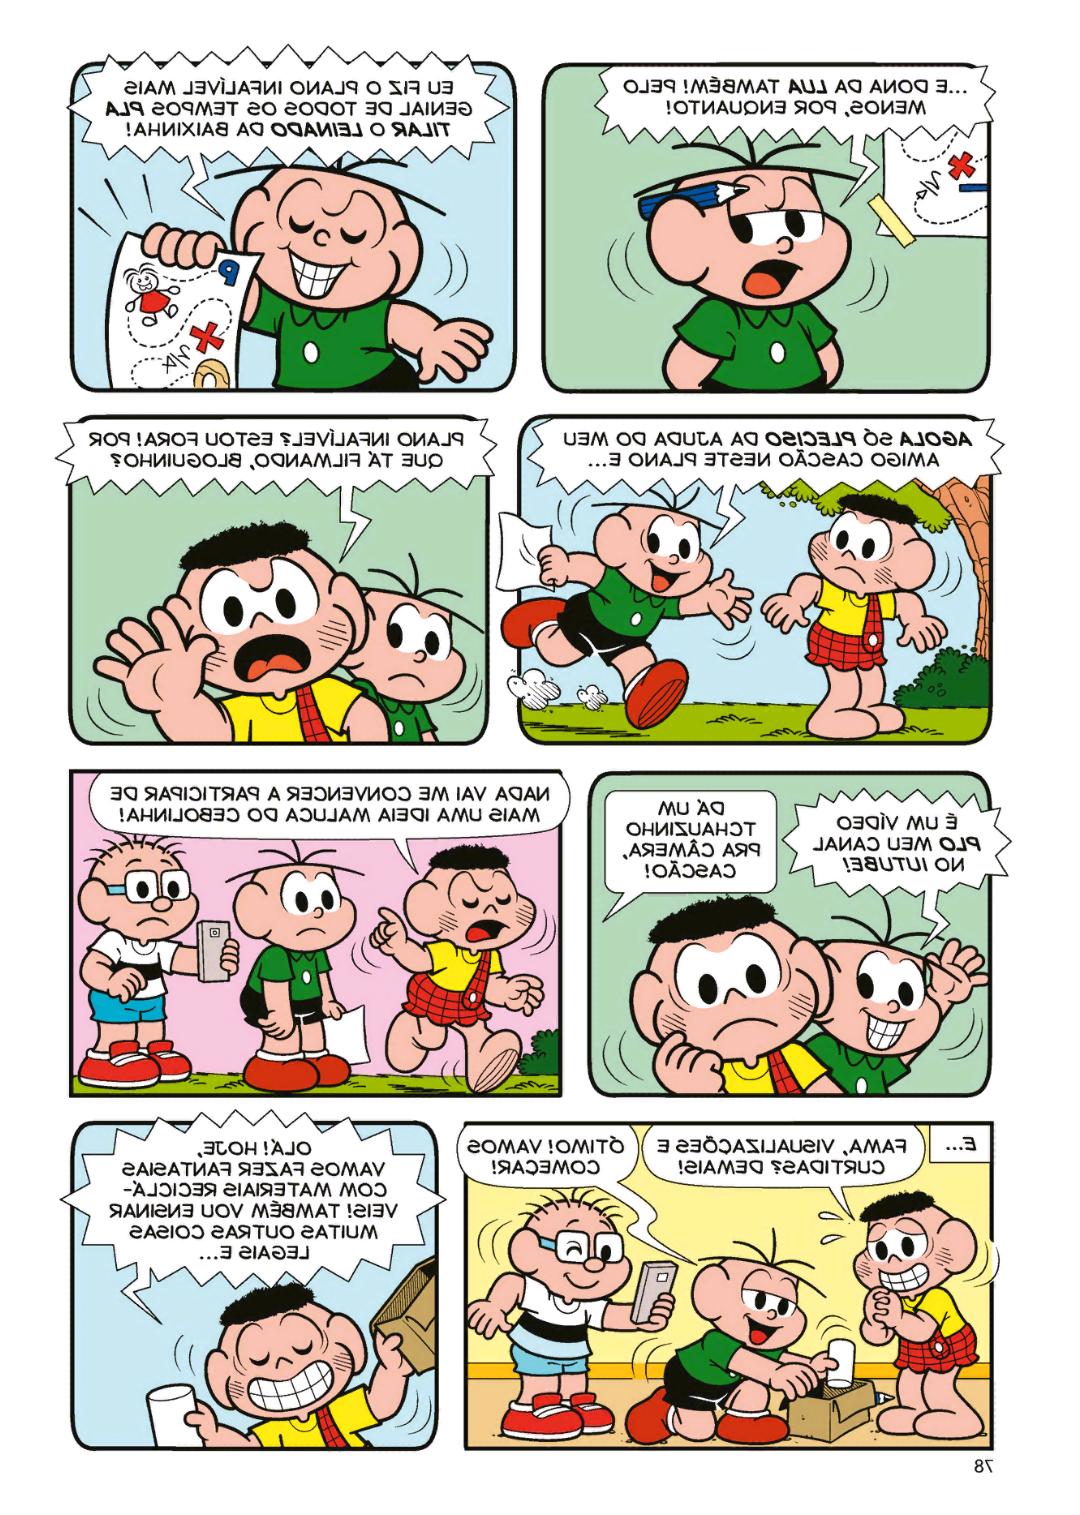 ...E DONA DA LUA TAMBÉM! PELO
MENOS, POR ENQUANTO!
EU FIZ O PLANO INFALÍVEL MAIS
GENIAL DE TODOS OS TEMPOS PLA
TILAR O LEINADO DA BAIXINHA!
AGOLA SÓ PLECISO DA AJUDA DO MEU
AMIGO CASCÃO NESTE PLANO E...
PLANO INFALÍVEL? ESTOU FORA! POR
QUE TÁ FILMANDO, BLOGUINHO?
É UM VÍDEO
PLO MEU CANAL
NO IUTUBE!
DÁ UM
TCHAUZINHO
PRA CÂMERA,
CASCÃO!
NADA VAI ME CONVENCER A PARTICIPAR DE
MAIS UMA IDEIA MALUCA DO CEBOLINHA!
E...
FAMA, VISUALIZAÇÕES E
CURTIDAS? DEMAIS!
ÓTIMO! VAMOS
COMEÇAR!
OLÁ! HOJE,
VAMOS FAZER FANTASIAS
COM MATERIAIS RECICLÁ-
VEIS! TAMBÉM VOU ENSINAR
MUITAS OUTRAS COISAS
LEGAIS E...
78